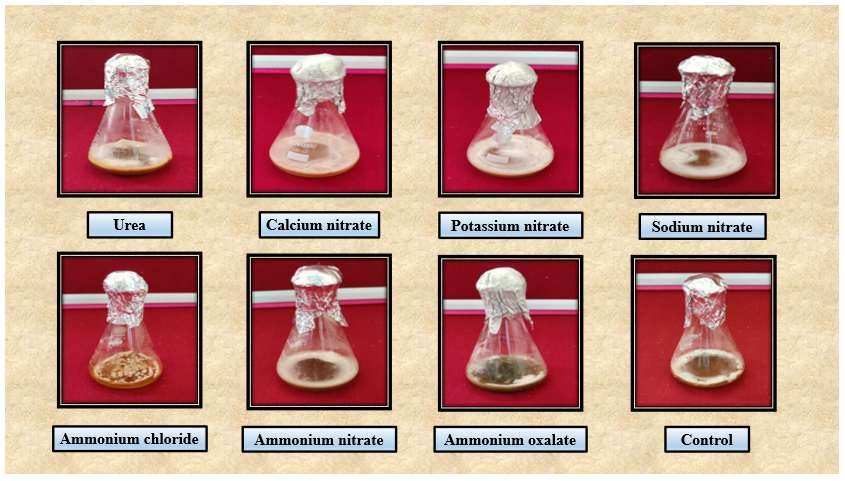 Urea
Calcium nitrate
Potassium nitrate
Sodium nitrate
Ammonium chloride
Ammonium nitrate
Ammonium oxalate
Control